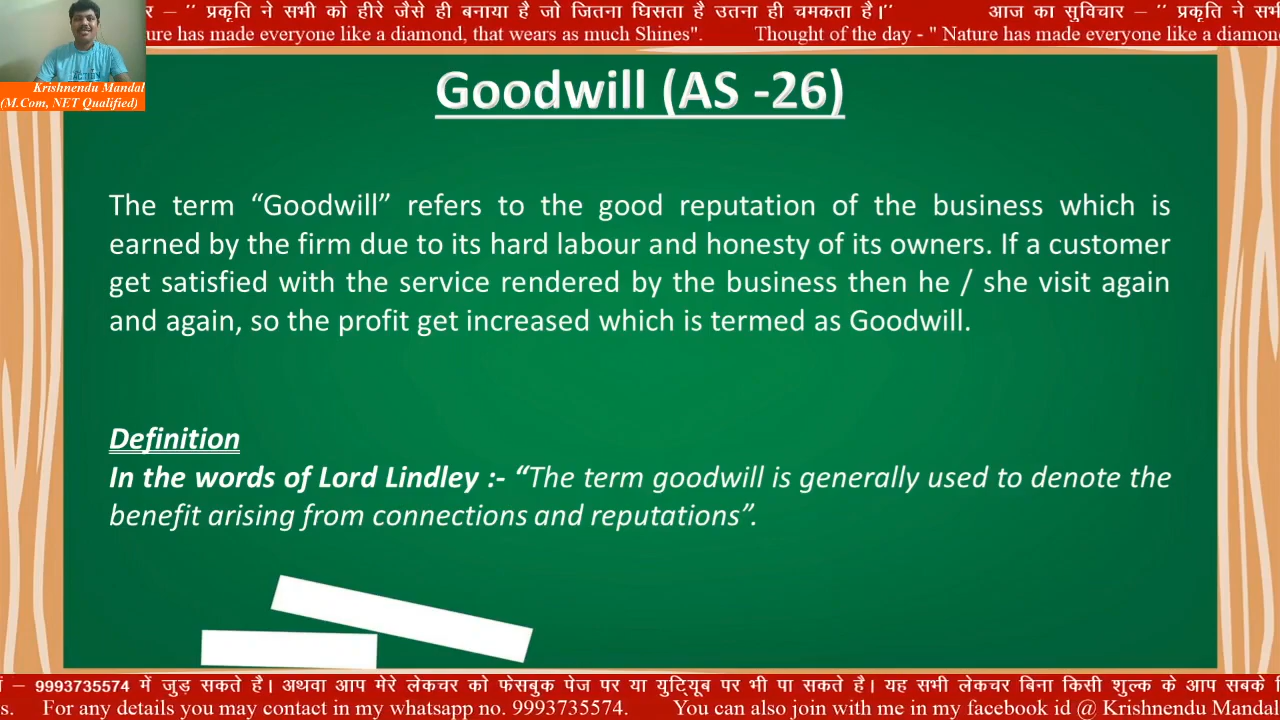 र – '' प्रकृति ने सभी को हीरे जैसे ही बनाया है जो जितना घिसता है उतना ही चमकता है।'' आज का सुविचार – '' प्रकृति ने सभी
ure has made everyone like a diamond, that wears as much Shines". Thought of the day - " Nature has made everyone like a diamond
Krishnendu Mandal
(M.Com, NET Qualified)
Goodwill (AS -26)
The term “Goodwill” refers to the good reputation of the business which is
earned by the firm due to its hard labour and honesty of its owners. If a customer
get satisfied with the service rendered by the business then he / she visit again
and again, so the profit get increased which is termed as Goodwill.
Definition
In the words of Lord Lindley :- “The term goodwill is generally used to denote the
benefit arising from connections and reputations”.
– 9993735574 में जुड़ सकते है। अथवा आप मेरे लेकचर को फेसबुक पेज पर या युटि्यूब पर भी पा सकते है। यह सभी लेकचर बिना किसी शुल्क के आप सबके
s. For any details you may contact in my whatsapp no. 9993735574. You can also join with me in my facebook id @ Krishnendu Mandal